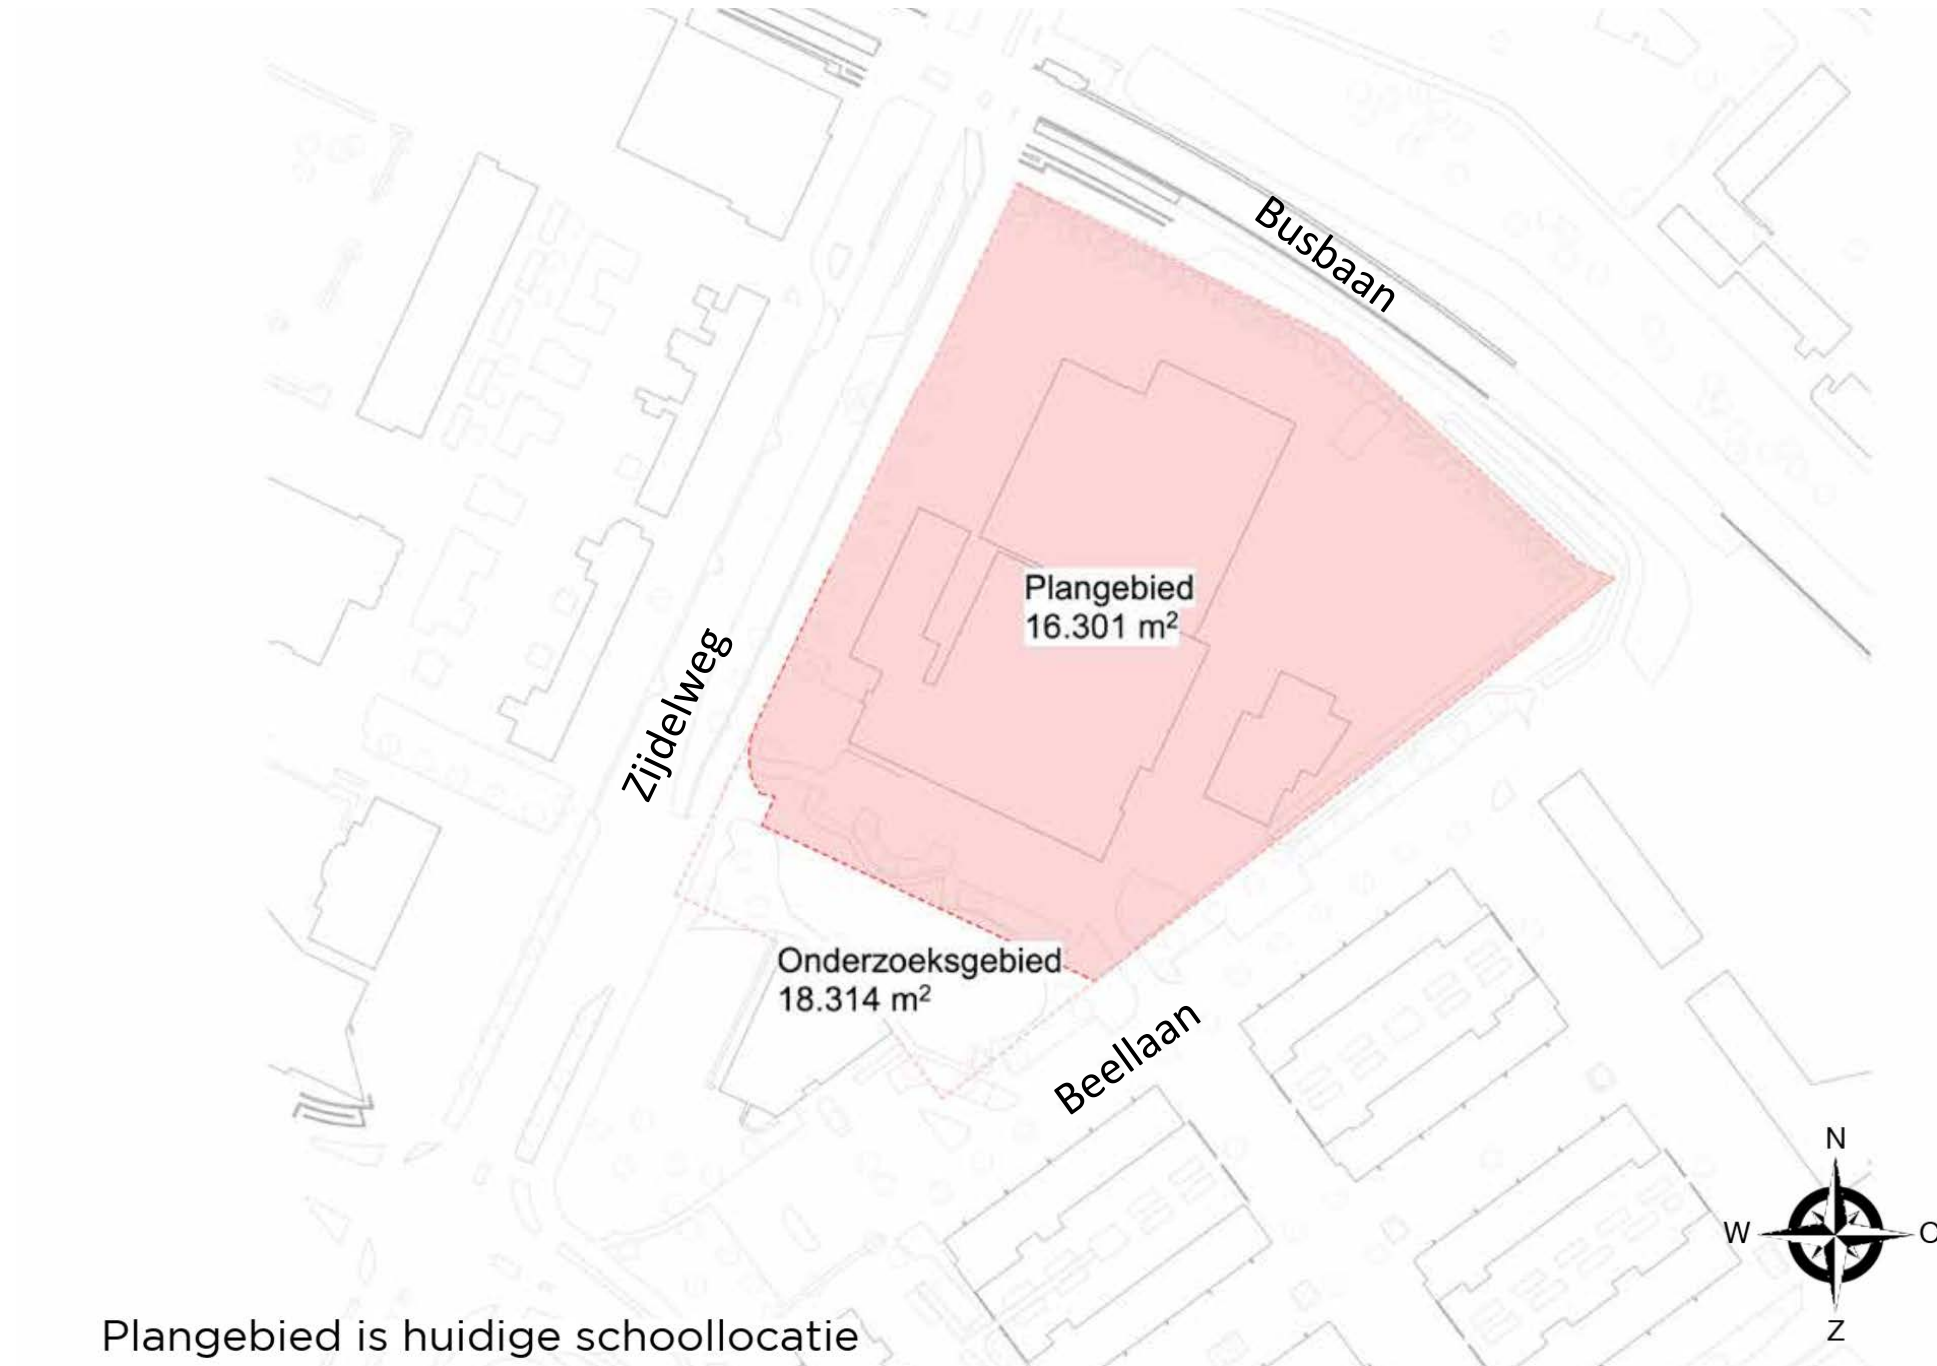 Busbaan
Plangebied
16.301 m²
Zijdelweg
Onderzoeksgebied
18.314 m²
Beellaan
N
W
O
Z
Plangebied is huidige schoollocatie